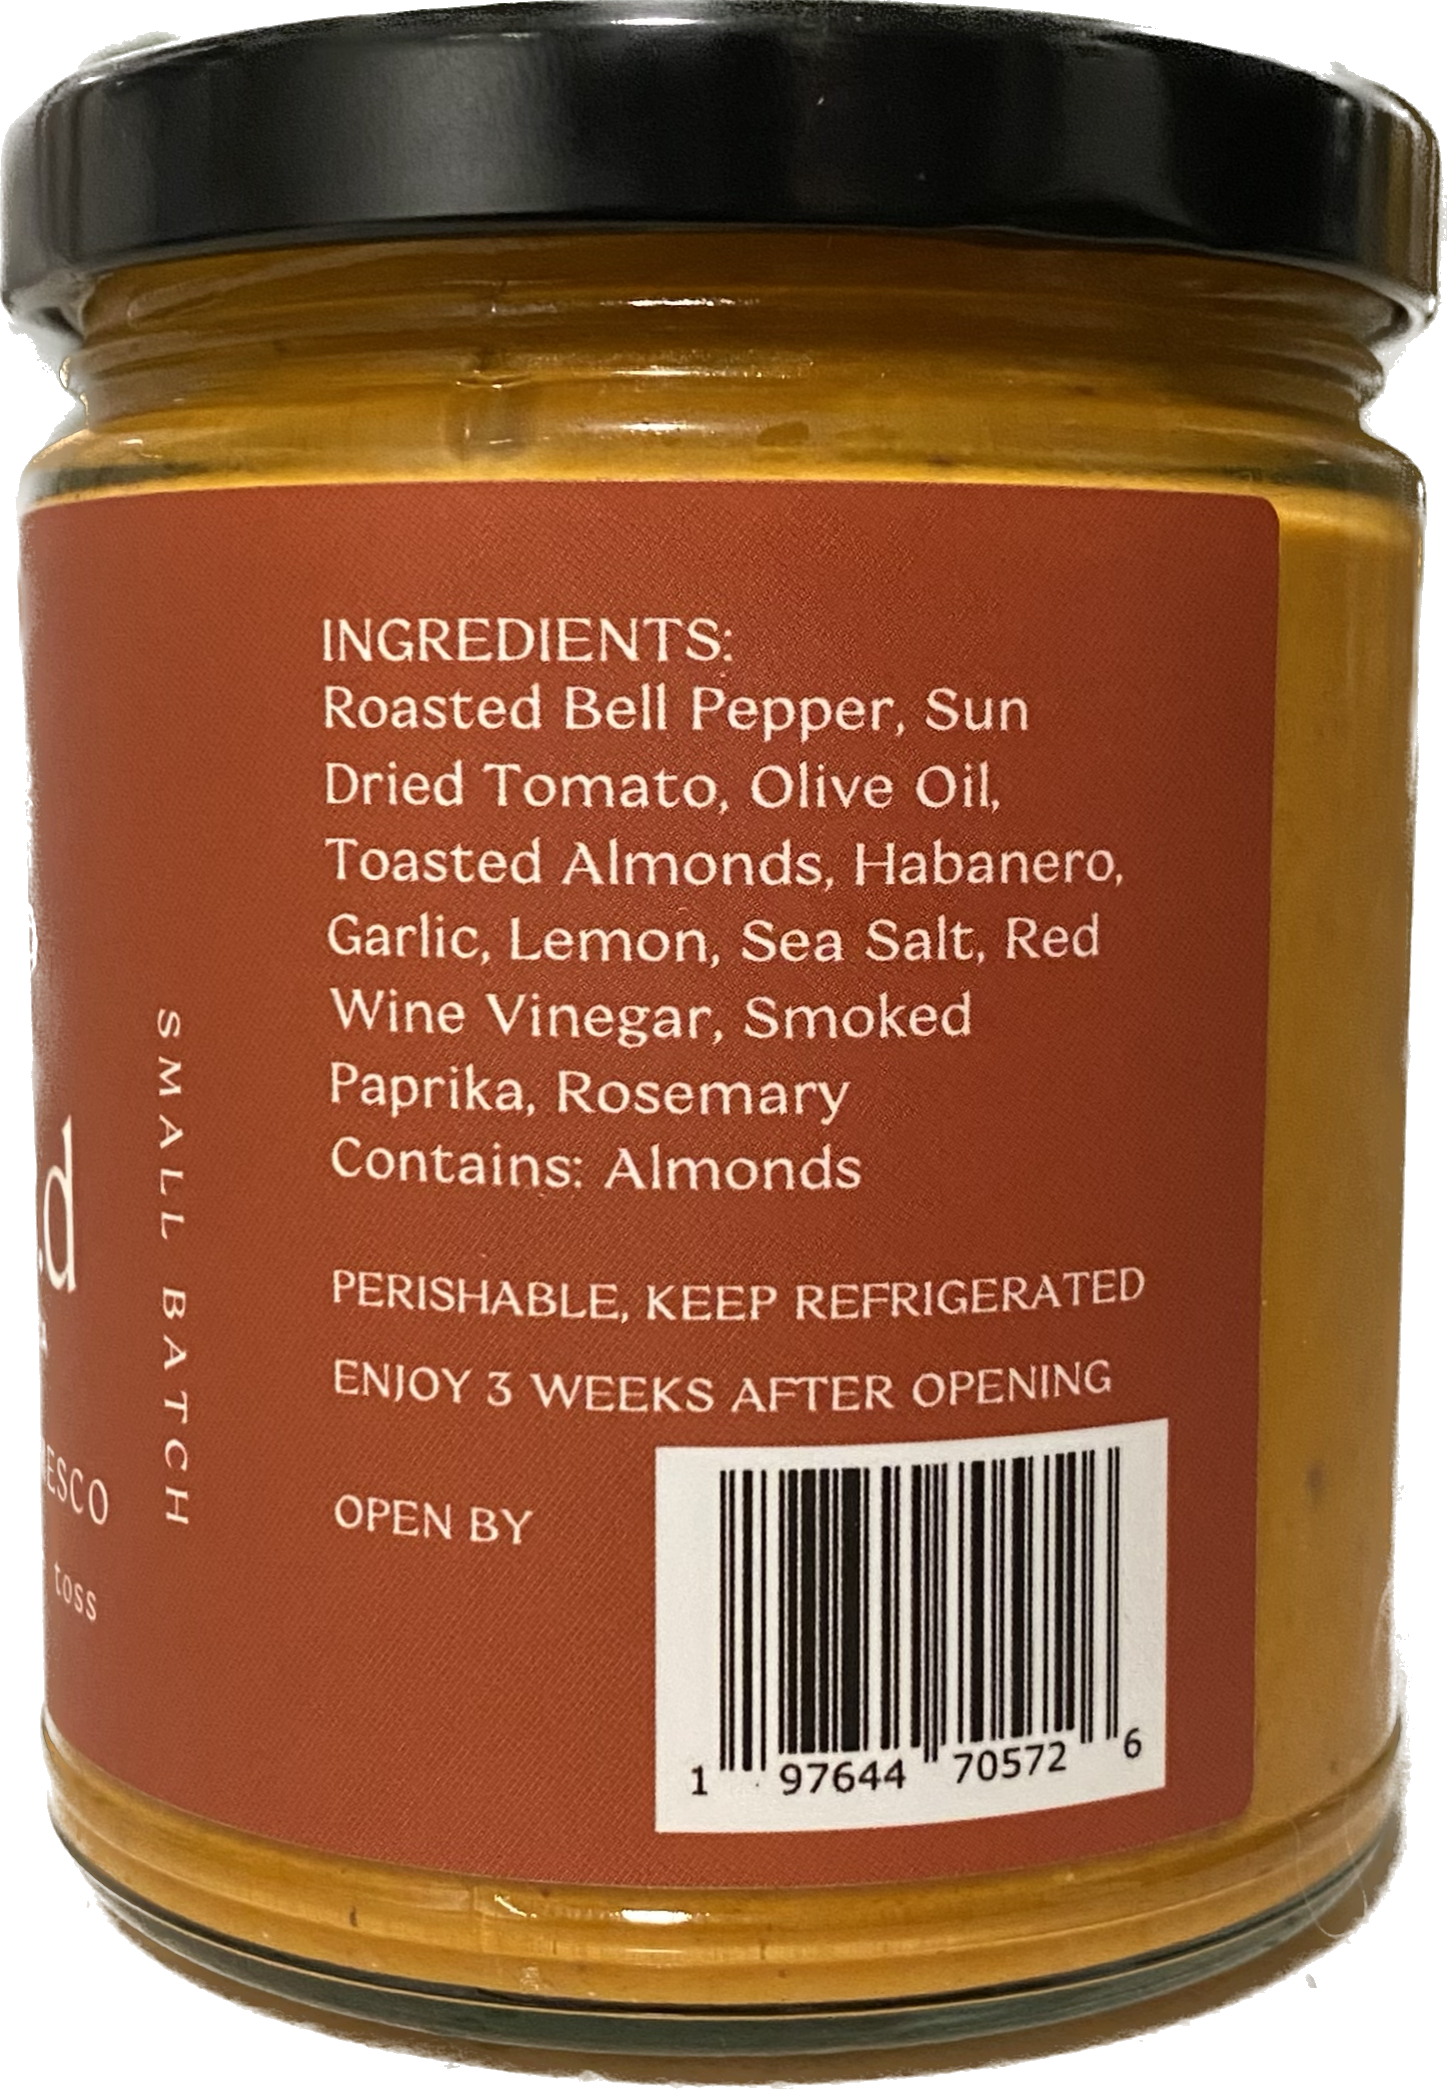 INGREDIENTS:
Roasted Bell Pepper, Sun
Dried Tomato, Olive Oil,
Toasted Almonds, Habanero,
Garlic, Lemon, Sea Salt, Red
Wine Vinegar, Smoked
Paprika, Rosemary
Contains: Almonds
PERISHABLE, KEEP REFRIGERATED
ENJOY 3 WEEKS AFTER OPENING
OPEN BY
1 97644 70572 6
SMALL BATCH
toss